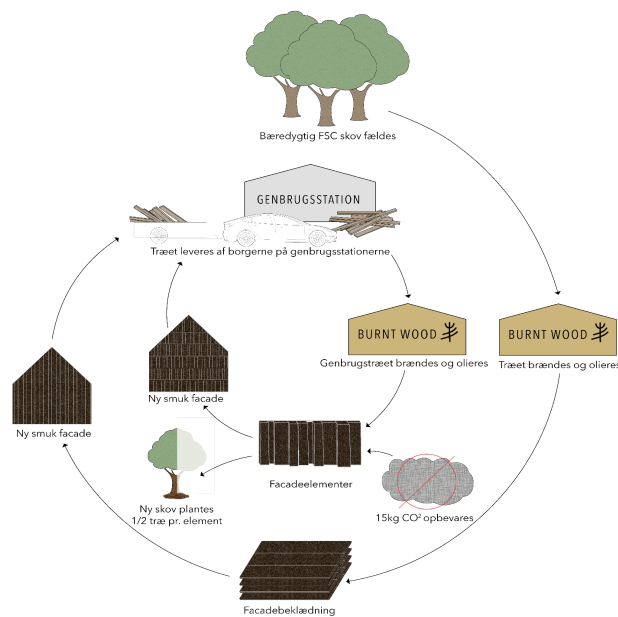 Bæredygtig FSC skov fældes
GENBRUGSSTATION
Træet leveres af borgerne på genbrugsstationerne
BURNT WOOD
Genbrugstræet brændes og olieres
BURNT WOOD
Træet brændes og olieres
Ny smuk facade
Ny smuk facade
Facadeelementer
15kg CO² opbevares
Ny skov plantes
1/2 træ pr. element
Facadebeklædning